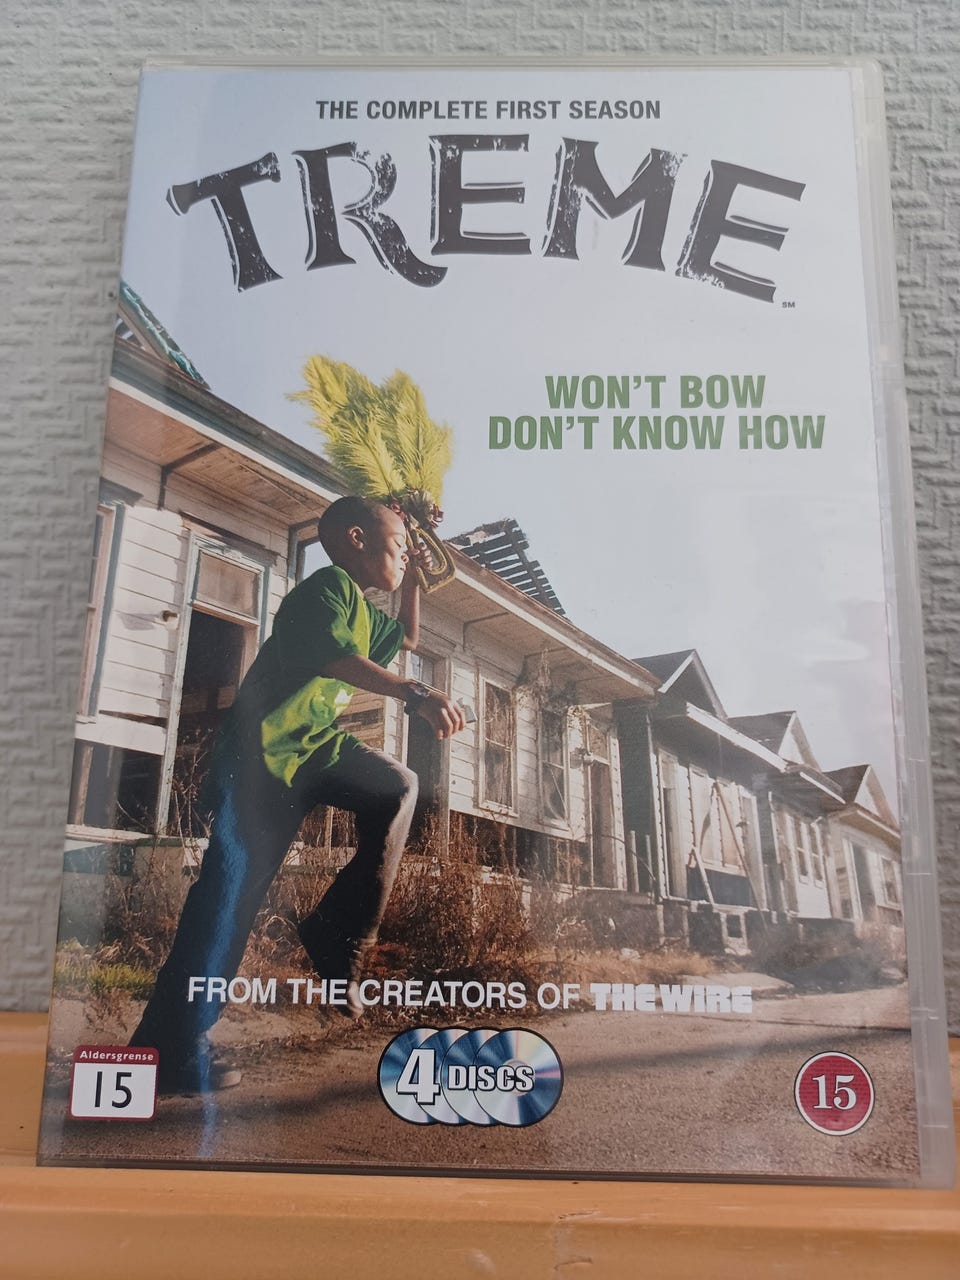 THE COMPLETE FIRST SEASON
TREME
SM
WON'T BOW
DON'T KNOW HOW
FROM THE CREATORS OF THE WIRE
Aldersgrense
15
4 DISCS
15